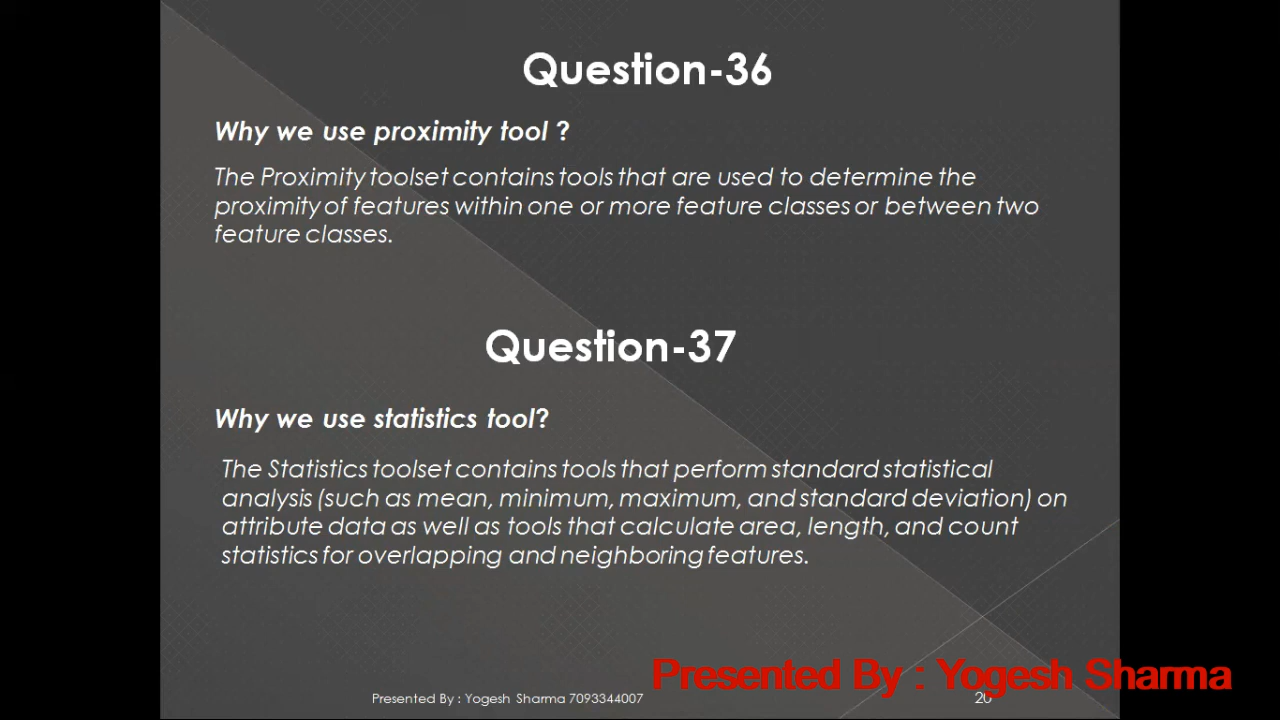 Question-36
Why we use proximity tool ?
The Proximity toolset contains tools that are used to determine the
proximity of features within one or more feature classes or between two
feature classes.
Question-37
Why we use statistics tool?
The Statistics toolset contains tools that perform standard statistical
analysis (such as mean, minimum, maximum, and standard deviation) on
attribute data as well as tools that calculate area, length, and count
statistics for overlapping and neighboring features.
Presented By : Yogesh Sharma
Presented By : Yogesh Sharma 7093344007